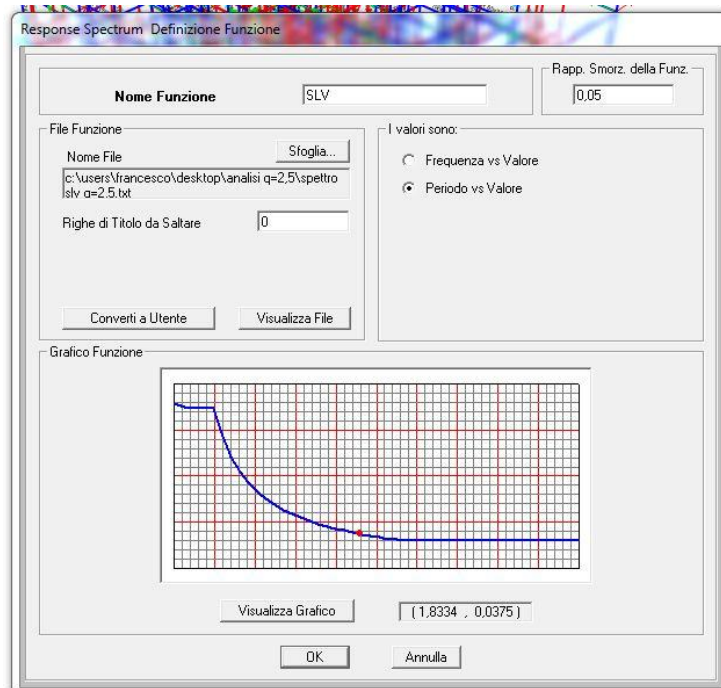 Response Spectrum Definizione Funzione
Nome Funzione
SLV
Rapp. Smorz. della Funz.
0,05
File Funzione
Nome File
Sfoglia...
c:\users\francesco\desktop\analisi q=2,5\spettro
slv q=2.5.txt
Righe di Titolo da Saltare
0
Converti a Utente
Visualizza File
I valori sono:
Frequenza vs Valore
Periodo vs Valore
Grafico Funzione
Visualizza Grafico
(1,8334 , 0,0375)
OK
Annulla